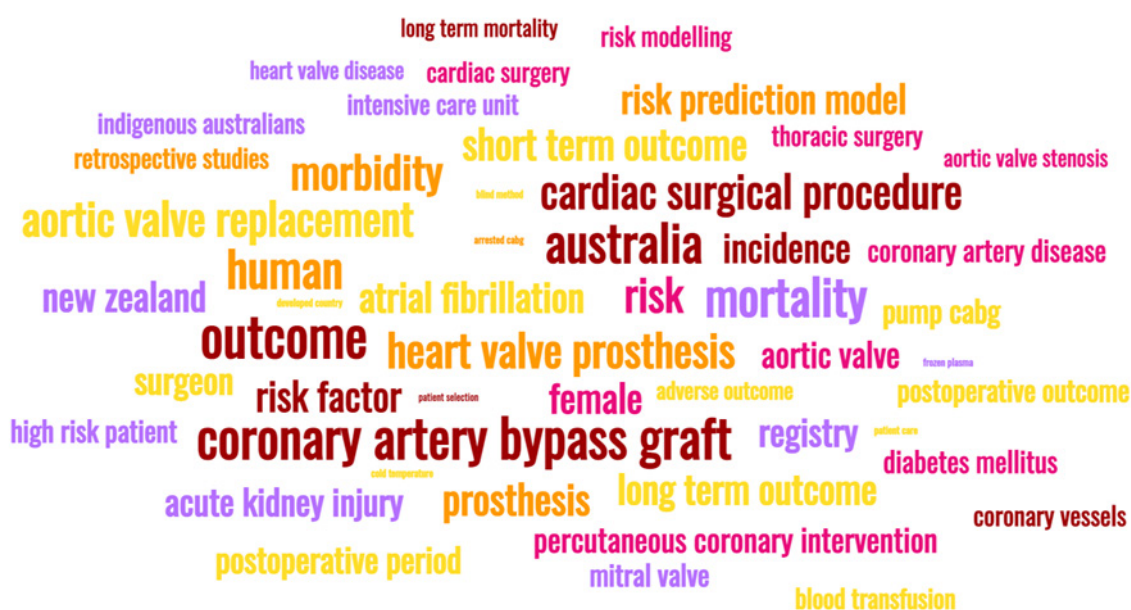 long term mortality
risk modelling
heart valve disease
cardiac surgery
intensive care unit
risk prediction model
indigenous australians
short term outcome
thoracic surgery
retrospective studies
morbidity
aortic valve stenosis
blind method
cardiac surgical procedure
aortic valve replacement
arrested cabg
australia
incidence
coronary artery disease
human
new zealand
developed country
atrial fibrillation
risk
mortality
pump cabg
outcome
heart valve prosthesis
aortic valve
frozen plasma
surgeon
risk factor
patient selection
female
adverse outcome
postoperative outcome
high risk patient
coronary artery bypass graft
registry
patient care
cold temperature
diabetes mellitus
acute kidney injury
prosthesis
long term outcome
coronary vessels
postoperative period
percutaneous coronary intervention
mitral valve
blood transfusion